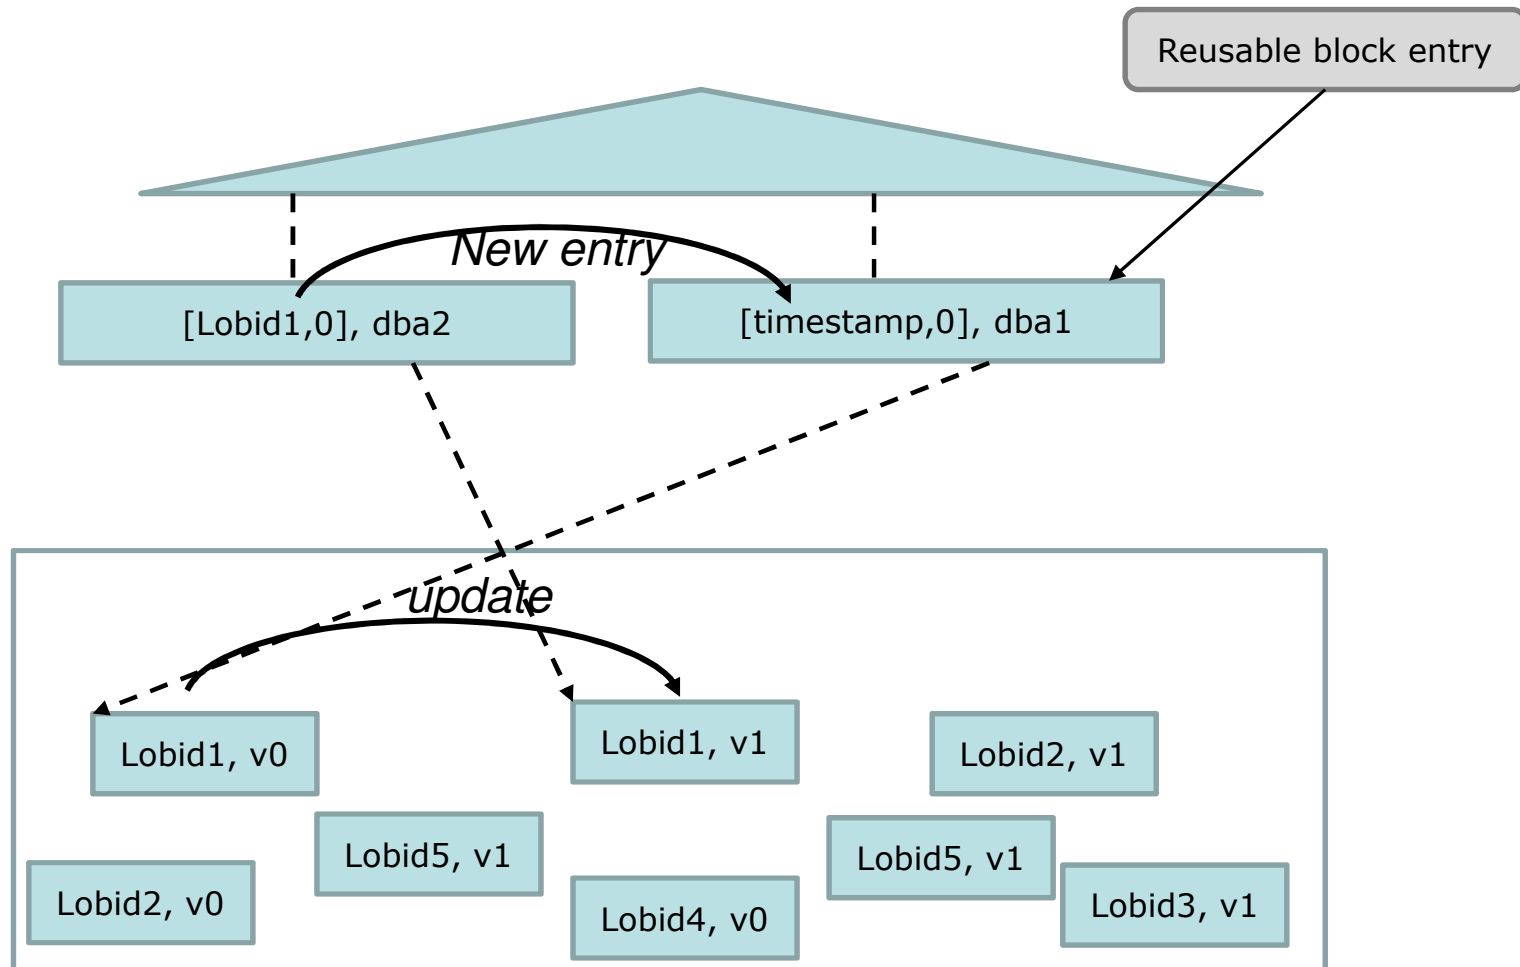 Reusable block entry
New entry
[Lobid1,0], dba2
[timestamp,0], dba1
update
Lobid1, v0
Lobid1, v1
Lobid2, v1
Lobid5, v1
Lobid5, v1
Lobid2, v0
Lobid4, v0
Lobid3, v1